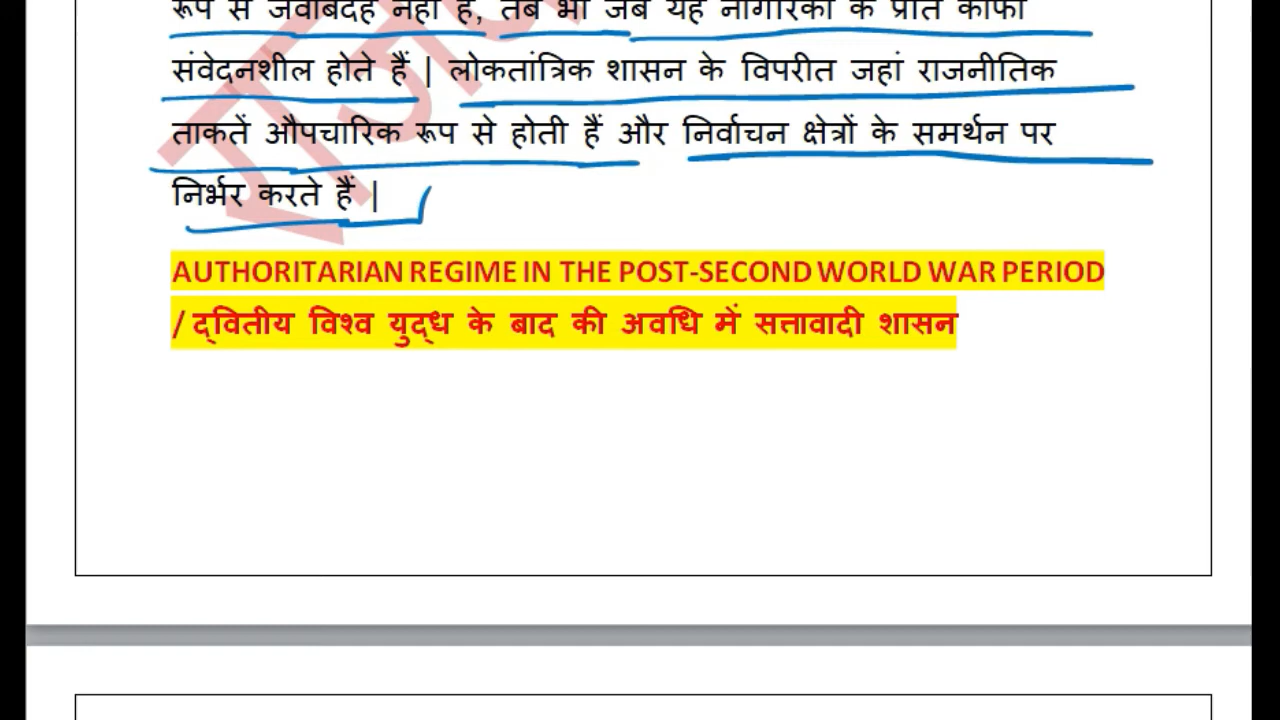 रूप से जवाबदेह नहीं है, तब भी जब यह नागरिकों के प्रति काफी
संवेदनशील होते हैं | लोकतांत्रिक शासन के विपरीत जहां राजनीतिक
ताकतें औपचारिक रूप से होती हैं और निर्वाचन क्षेत्रों के समर्थन पर
निर्भर करते हैं |
AUTHORITARIAN REGIME IN THE POST-SECOND WORLD WAR PERIOD
/ द्वितीय विश्व युद्ध के बाद की अवधि में सत्तावादी शासन